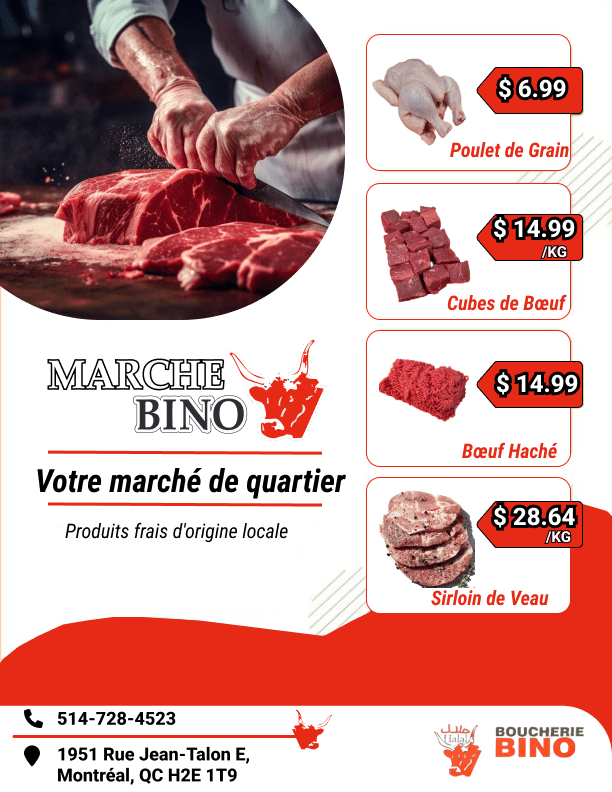 $ 6.99
Poulet de Grain
$ 14.99
/KG
Cubes de Bœuf
MARCHE
BINO
$ 14.99
Bœuf Haché
Votre marché de quartier
Produits frais d'origine locale
$ 28.64
/KG
Sirloin de Veau
514-728-4523
1951 Rue Jean-Talon E,
Montréal, QC H2E 1T9
حلال
Halal
BOUCHERIE
BINO